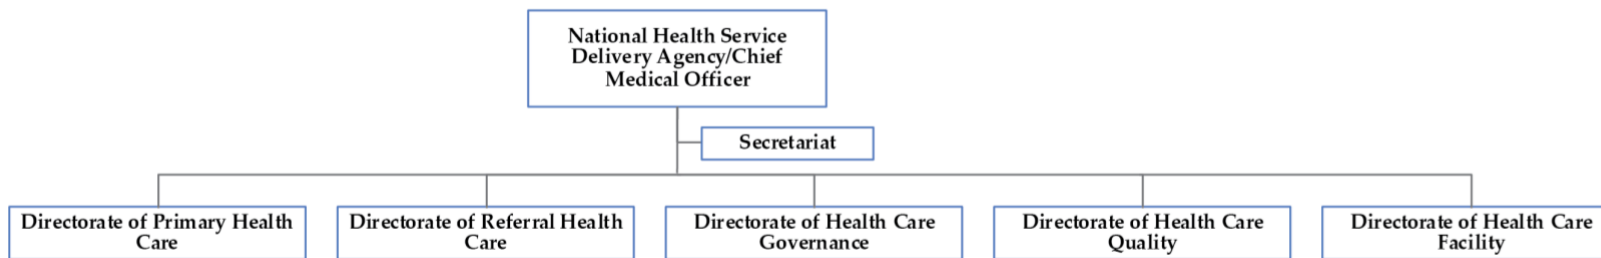 National Health Service
Delivery Agency/Chief
Medical Officer
Secretariat
Directorate of Primary Health
Care
Directorate of Referral Health
Care
Directorate of Health Care
Governance
Directorate of Health Care
Quality
Directorate of Health Care
Facility